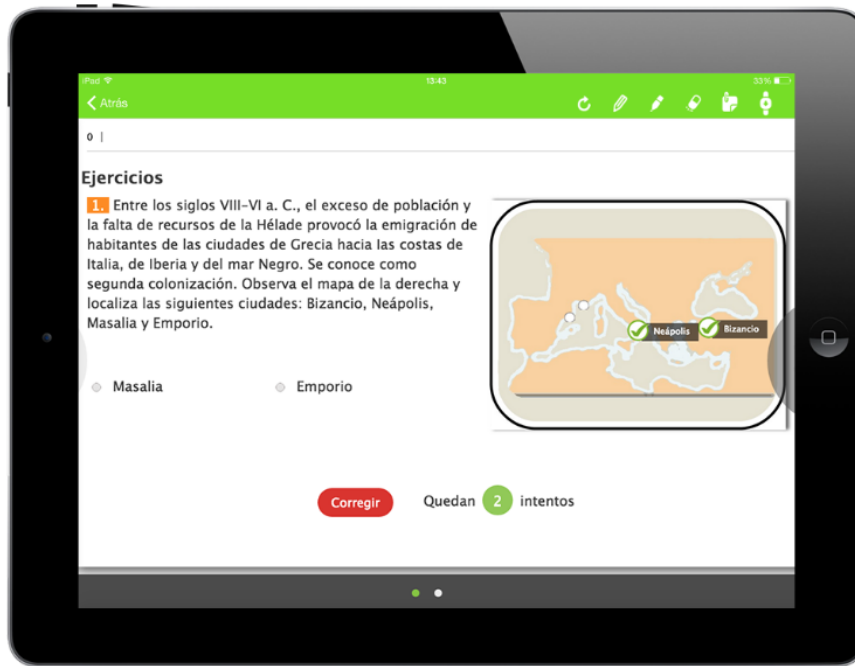 iPad 13:43 33%
Atrás
0 |
Ejercicios
1. Entre los siglos VIII-VI a. C., el exceso de población y
la falta de recursos de la Hélade provocó la emigración de
habitantes de las ciudades de Grecia hacia las costas de
Italia, de Iberia y del mar Negro. Se conoce como
segunda colonización. Observa el mapa de la derecha y
localiza las siguientes ciudades: Bizancio, Neápolis,
Masalia y Emporio.
Neápolis Bizancio
Masalia Emporio
Corregir Quedan 2 intentos